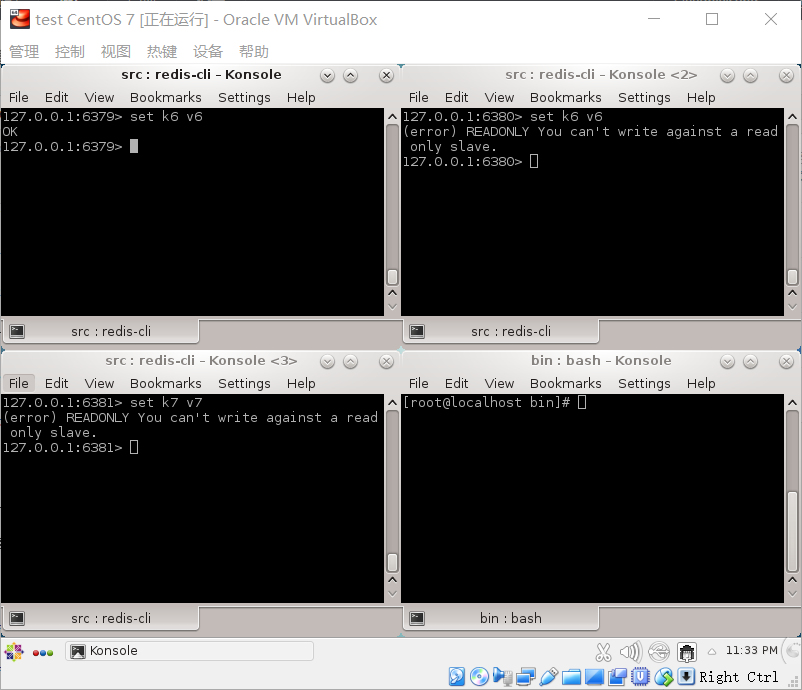 test CentOS 7 [正在运行] - Oracle VM VirtualBox
管理 控制 视图 热键 设备 帮助
src : redis-cli – Konsole
File Edit View Bookmarks Settings Help
127.0.0.1:6379> set k6 v6
OK
127.0.0.1:6379>
src : redis-cli
src : redis-cli – Konsole <2>
File Edit View Bookmarks Settings Help
127.0.0.1:6380> set k6 v6
(error) READONLY You can't write against a read
only slave.
127.0.0.1:6380>
src : redis-cli
src : redis-cli – Konsole <3>
File Edit View Bookmarks Settings Help
127.0.0.1:6381> set k7 v7
(error) READONLY You can't write against a read
only slave.
127.0.0.1:6381>
src : redis-cli
bin : bash – Konsole
File Edit View Bookmarks Settings Help
[root@localhost bin]#
bin : bash
Konsole
11:33 PM
Right Ctrl